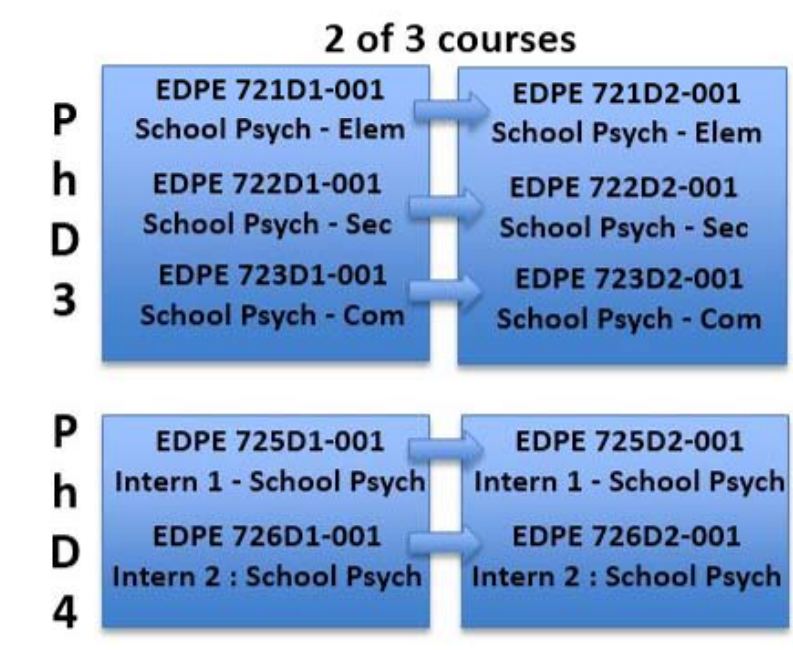 2 of 3 courses
P
h
D
3
EDPE 721D1-001
School Psych - Elem
EDPE 722D1-001
School Psych - Sec
EDPE 723D1-001
School Psych - Com
EDPE 721D2-001
School Psych - Elem
EDPE 722D2-001
School Psych - Sec
EDPE 723D2-001
School Psych - Com
P
h
D
4
EDPE 725D1-001
Intern 1 - School Psych
EDPE 726D1-001
Intern 2 : School Psych
EDPE 725D2-001
Intern 1 - School Psych
EDPE 726D2-001
Intern 2 : School Psych